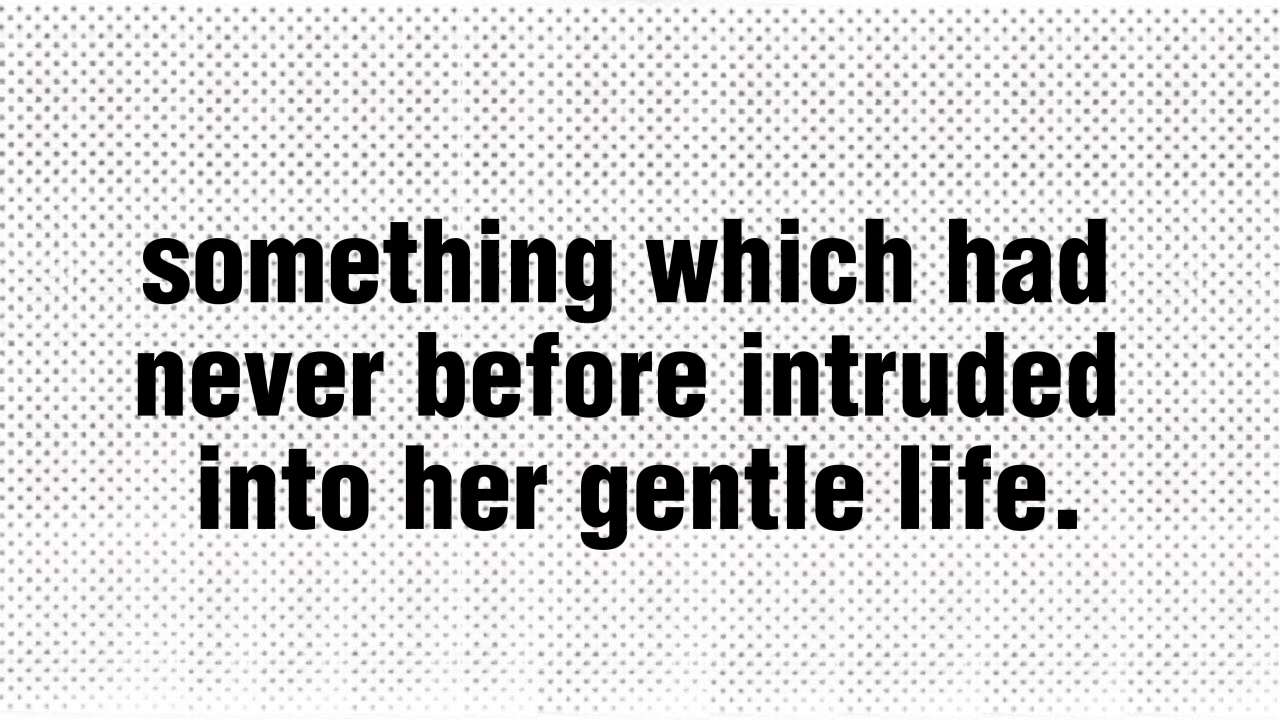 something which had
never before intruded
into her gentle life.